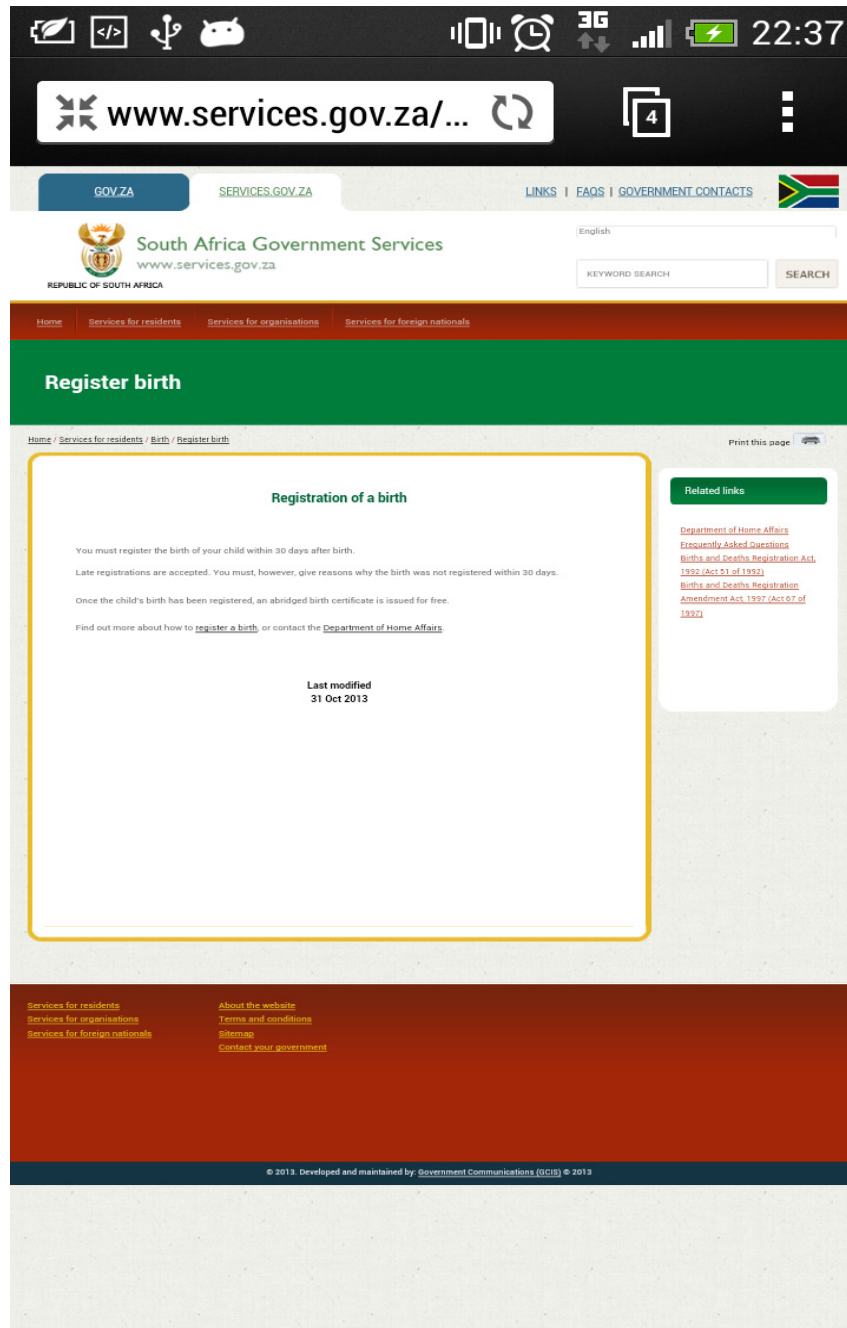 3G
22:37
www.services.gov.za/...
4
GOV.ZA
SERVICES.GOV.ZA
LINKS | FAQS | GOVERNMENT CONTACTS
South Africa Government Services
www.services.gov.za
REPUBLIC OF SOUTH AFRICA
English
KEYWORD SEARCH
SEARCH
Home
Services for residents
Services for organisations
Services for foreign nationals
Register birth
Home / Services for residents / Birth / Register birth
Print this page
Registration of a birth
You must register the birth of your child within 30 days after birth.
Late registrations are accepted. You must, however, give reasons why the birth was not registered within 30 days.
Once the child's birth has been registered, an abridged birth certificate is issued for free.
Find out more about how to register a birth, or contact the Department of Home Affairs.
Last modified
31 Oct 2013
Related links
Department of Home Affairs
Frequently Asked Questions
Births and Deaths Registration Act,
1992 (Act 51 of 1992)
Births and Deaths Registration
Amendment Act, 1997 (Act 67 of
1997)
Services for residents
Services for organisations
Services for foreign nationals
About the website
Terms and conditions
Sitemap
Contact your government
© 2013. Developed and maintained by: Government Communications (GCIS) © 2013